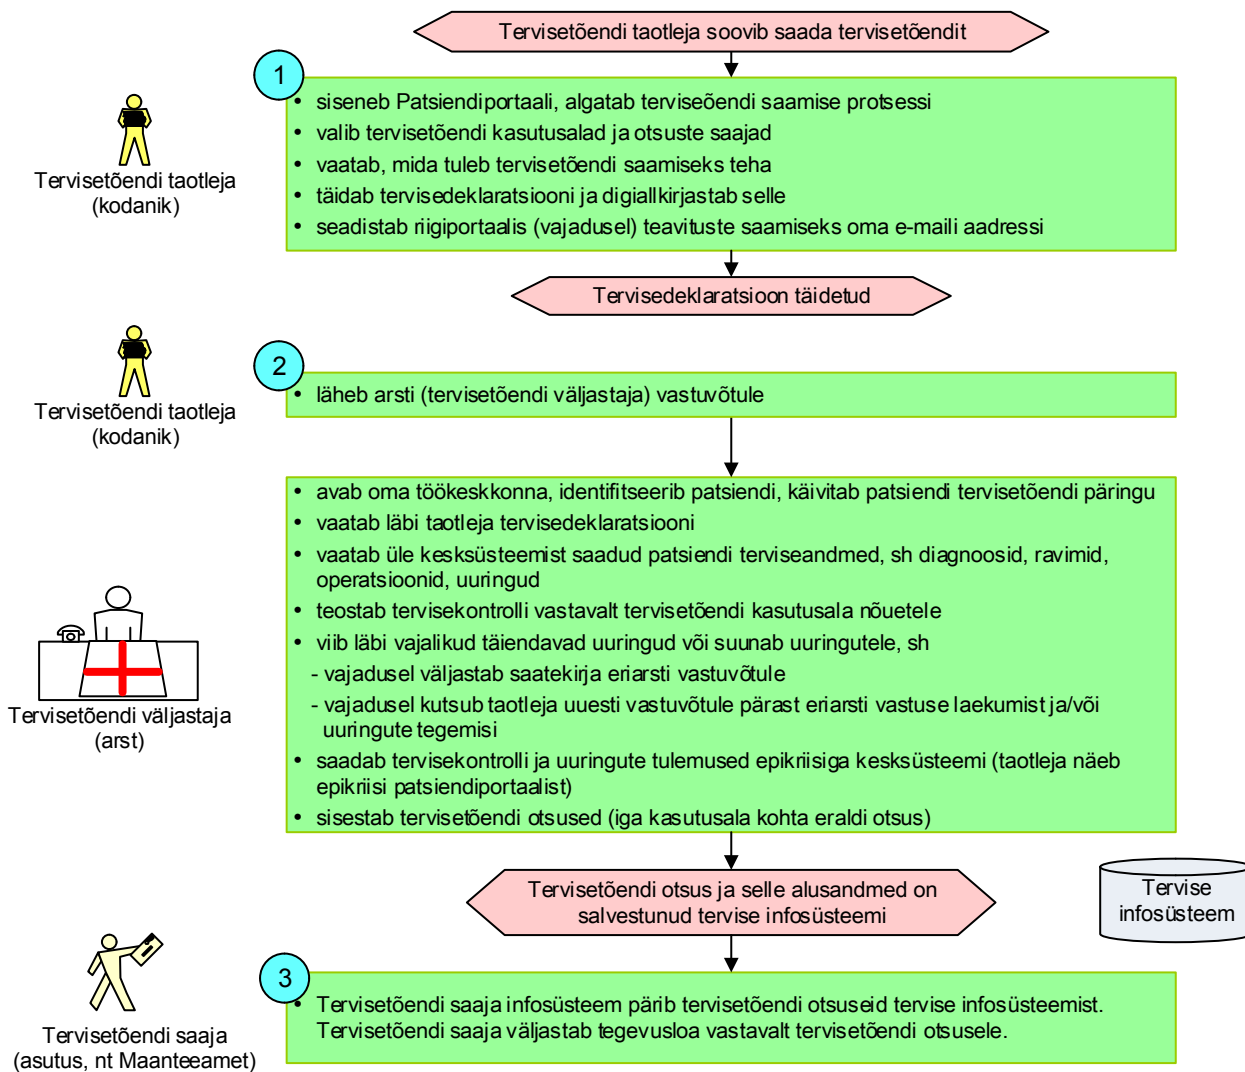 Tervisetõendi taotleja soovib saada tervisetõendit
1
• siseneb Patsiendiportaali, algatab terviseõendi saamise protsessi
• valib tervisetõendi kasutusalad ja otsuste saajad
• vaatab, mida tuleb tervisetõendi saamiseks teha
• täidab tervisedeklaratsiooni ja digiallkirjastab selle
• seadistab riigiportaalis (vajadusel) teavituste saamiseks oma e-maili aadressi
Tervisetõendi taotleja
(kodanik)
Tervisedeklaratsioon täidetud
2
• läheb arsti (tervisetõendi väljastaja) vastuvõtule
Tervisetõendi taotleja
(kodanik)
• avab oma töökeskkonna, identifitseerib patsiendi, käivitab patsiendi tervisetõendi päringu
• vaatab läbi taotleja tervisedeklaratsiooni
• vaatab üle kesksüsteemist saadud patsiendi terviseandmed, sh diagnoosid, ravimid,
operatsioonid, uuringud
• teostab tervisekontrolli vastavalt tervisetõendi kasutusala nõuetele
• viib läbi vajalikud täiendavad uuringud või suunab uuringutele, sh
- vajadusel väljastab saatekirja eriarsti vastuvõtule
- vajadusel kutsub taotleja uuesti vastuvõtule pärast eriarsti vastuse laekumist ja/või
uuringute tegemisi
• saadab tervisekontrolli ja uuringute tulemused epikriisiga kesksüsteemi (taotleja näeb
epikriisi patsiendiportaalist)
• sisestab tervisetõendi otsused (iga kasutusala kohta eraldi otsus)
Tervisetõendi väljastaja
(arst)
Tervisetõendi otsus ja selle alusandmed on
salvestunud tervise infosüsteemi
Tervise
infosüsteem
3
• Tervisetõendi saaja infosüsteem pärib tervisetõendi otsuseid tervise infosüsteemist.
Tervisetõendi saaja väljastab tegevusloa vastavalt tervisetõendi otsusele.
Tervisetõendi saaja
(asutus, nt Maanteeamet)